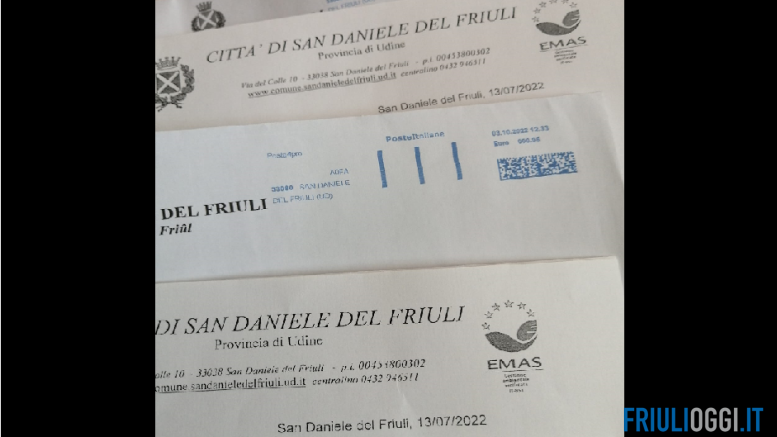 CITTA' DI SAN DANIELE DEL FRIULI
Provincia di Udine
Via del Colle 10 - 33038 San Daniele del Friuli - p.i. 00453800302
www.comune.sandanieledelfriuli.ud.it centralino 0432 946511
EMAS
San Daniele del Friuli, 13/07/2022
Posteitaliane
Euro
SAN DANIELE
DEL FRIULI (UD)
DEL FRIULI
Friûl
DI SAN DANIELE DEL FRIULI
Provincia di Udine
Colle 10 - 33038 San Daniele del Friuli - p.i. 00453800302
comune.sandanieledelfriuli.ud.it centralino 0432 946511
EMAS
San Daniele del Friuli, 13/07/2022
FRIULIOGGI.IT